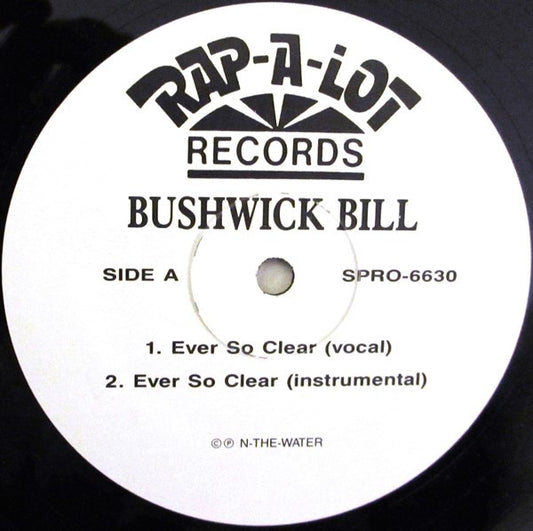 RAP-A-LOT
RECORDS
BUSHWICK BILL
SIDE A SPRO-6630
1. Ever So Clear (vocal)
2. Ever So Clear (instrumental)
©℗ N-THE-WATER